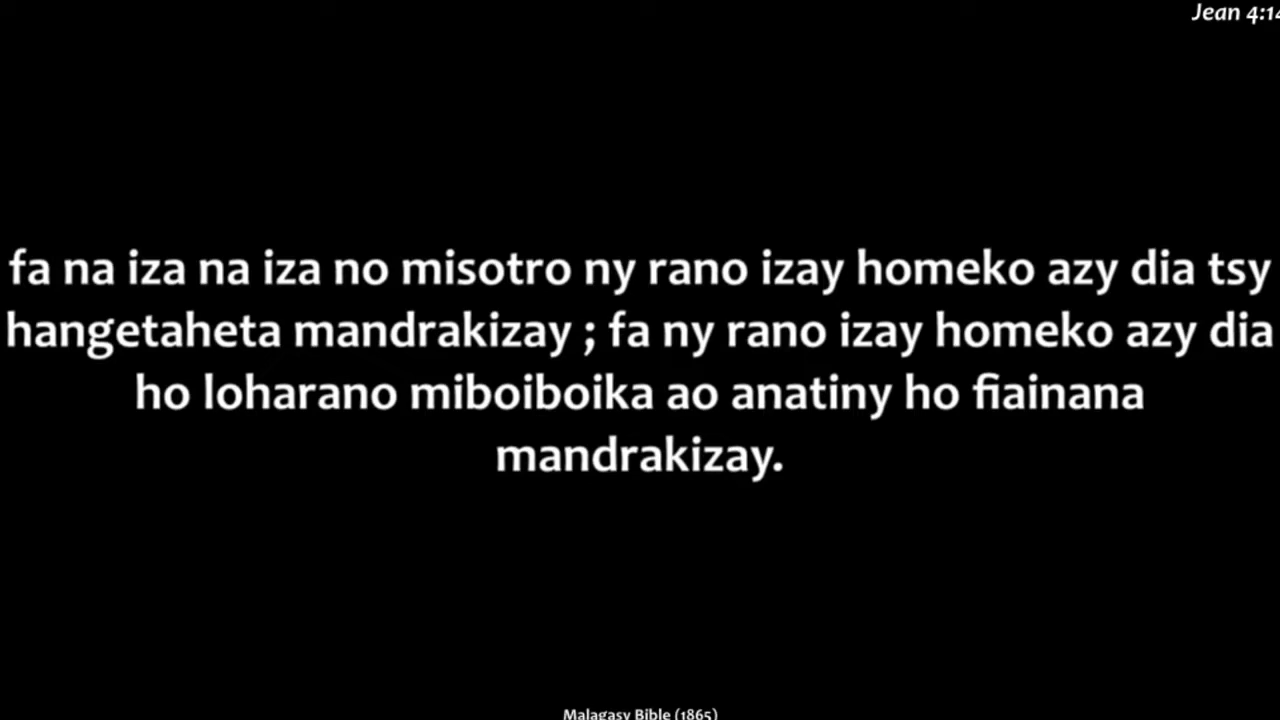 Jean 4:14
fa na iza na iza no misotro ny rano izay homeko azy dia tsy
hangetaheta mandrakizay ; fa ny rano izay homeko azy dia
ho loharano miboiboika ao anatiny ho fiainana
mandrakizay.
Malagasy Bible (1865)